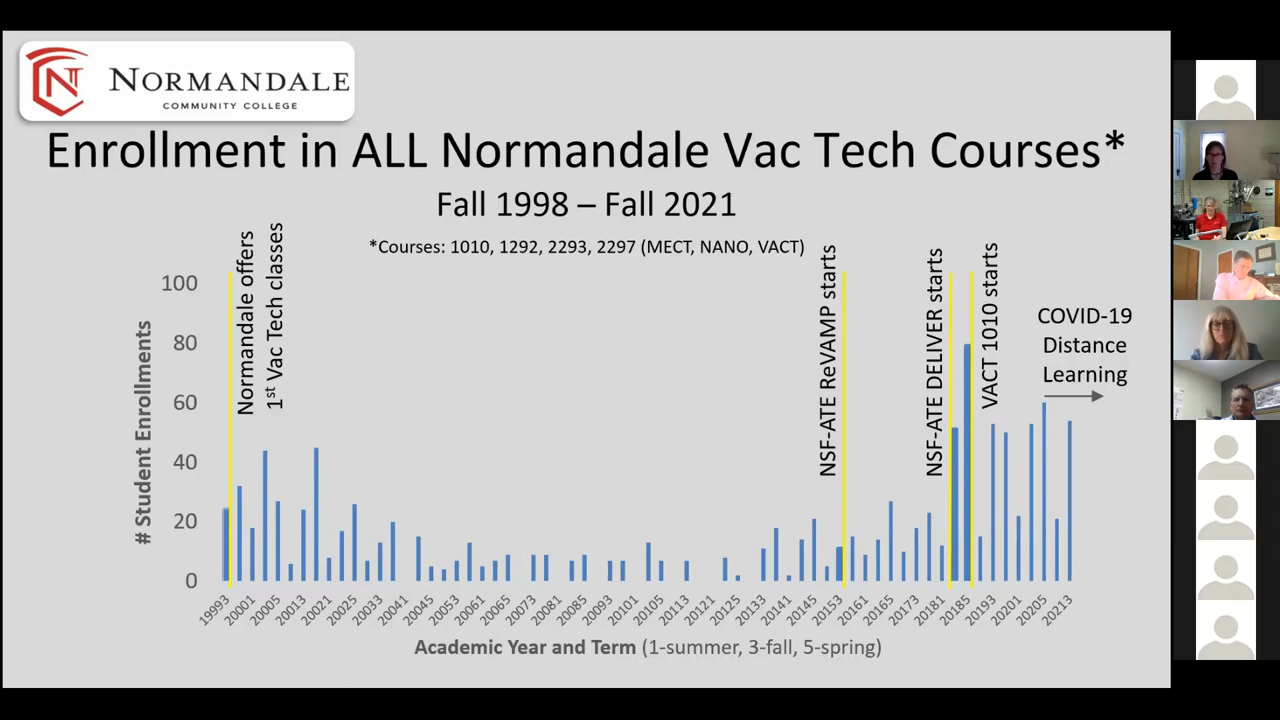 NORMANDALE
COMMUNITY COLLEGE
Enrollment in ALL Normandale Vac Tech Courses*
Fall 1998 – Fall 2021
*Courses: 1010, 1292, 2293, 2297 (MECT, NANO, VACT)
Normandale offers
1st Vac Tech classes
NSF-ATE ReVAMP starts
NSF-ATE DELIVER starts
VACT 1010 starts
COVID-19
Distance
Learning
# Student Enrollments
100
80
60
40
20
0
19993
20001
20005
20013
20021
20025
20033
20041
20045
20053
20061
20065
20073
20081
20085
20093
20101
20105
20113
20121
20125
20133
20141
20145
20153
20161
20165
20173
20181
20185
20193
20201
20205
20213
Academic Year and Term (1-summer, 3-fall, 5-spring)